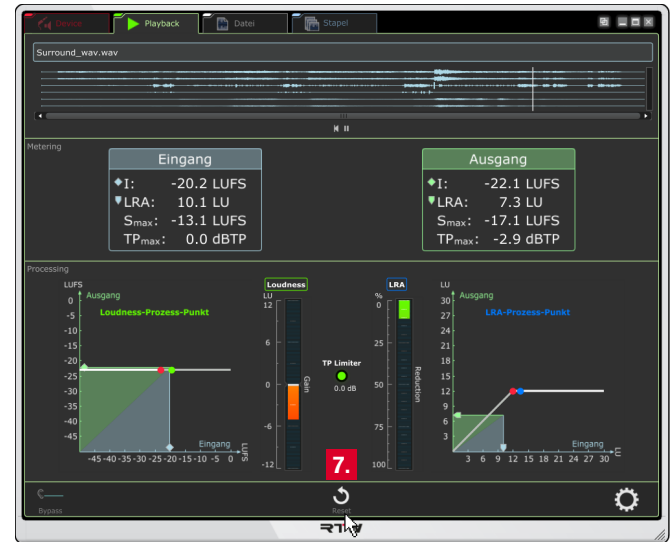 Device Playback Datei Stapel
Surround_wav.wav
Metering
Eingang
I: -20.2 LUFS
LRA: 10.1 LU
Smax: -13.1 LUFS
TPmax: 0.0 dBTP
Ausgang
I: -22.1 LUFS
LRA: 7.3 LU
Smax: -17.1 LUFS
TPmax: -2.9 dBTP
Processing
LUFS
Ausgang
Loudness-Prozess-Punkt
0
-5
-10
-15
-20
-25
-30
-35
-40
-45
Eingang
-45 -40 -35 -30 -25 -20 -15 -10 -5 0 LUFS
Loudness
LU
12
6
0
-6
-12
Gain
TP Limiter
0.0 dB
LRA
%
0
25
50
75
100
Reduction
LU
Ausgang
LRA-Prozess-Punkt
30
27
24
21
18
15
12
9
6
3
Eingang
3 6 9 12 15 18 21 24 27 30 LU
7.
Bypass
Reset
RTW